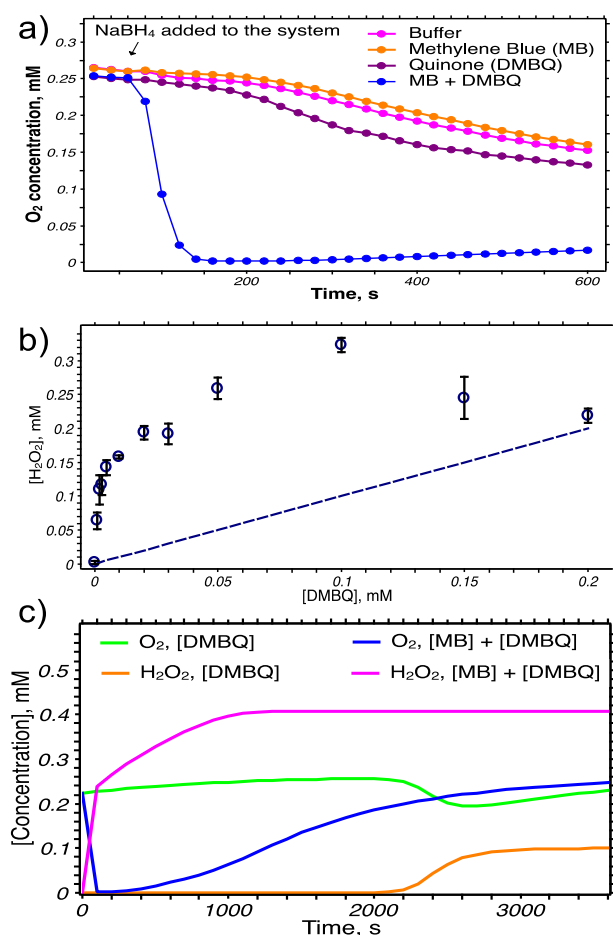 a)
NaBH₄ added to the system
Buffer
Methylene Blue (MB)
Quinone (DMBQ)
MB + DMBQ
O₂ concentration, mM
0.3
0.25
0.2
0.15
0.1
0.05
0
200
400
600
Time, s
b)
[H₂O₂], mM
0.3
0.25
0.2
0.15
0.1
0.05
0
0
0.05
0.1
0.15
0.2
[DMBQ], mM
c)
O₂, [DMBQ]
O₂, [MB] + [DMBQ]
H₂O₂, [DMBQ]
H₂O₂, [MB] + [DMBQ]
[Concentration], mM
0.5
0.4
0.3
0.2
0.1
0
0
1000
2000
3000
Time, s